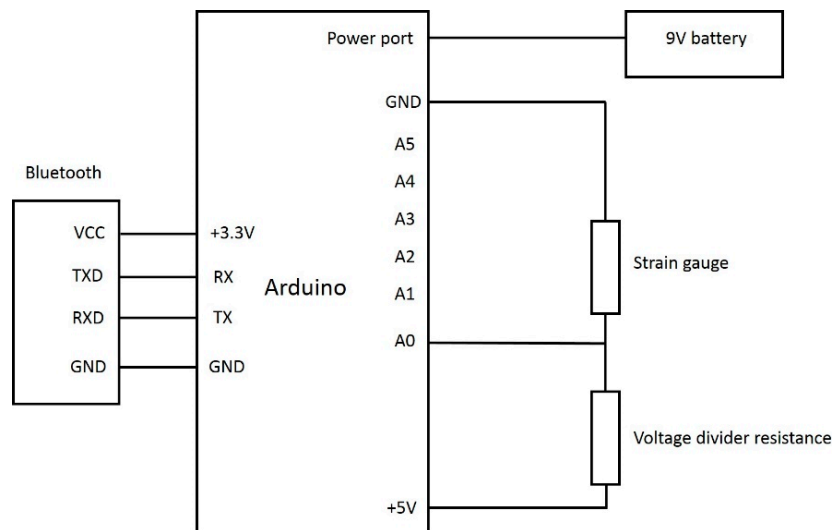 Power port
9V battery
GND
A5
A4
A3
A2
A1
A0
+5V
Strain gauge
Voltage divider resistance
Bluetooth
VCC
TXD
RXD
GND
+3.3V
RX
TX
GND
Arduino